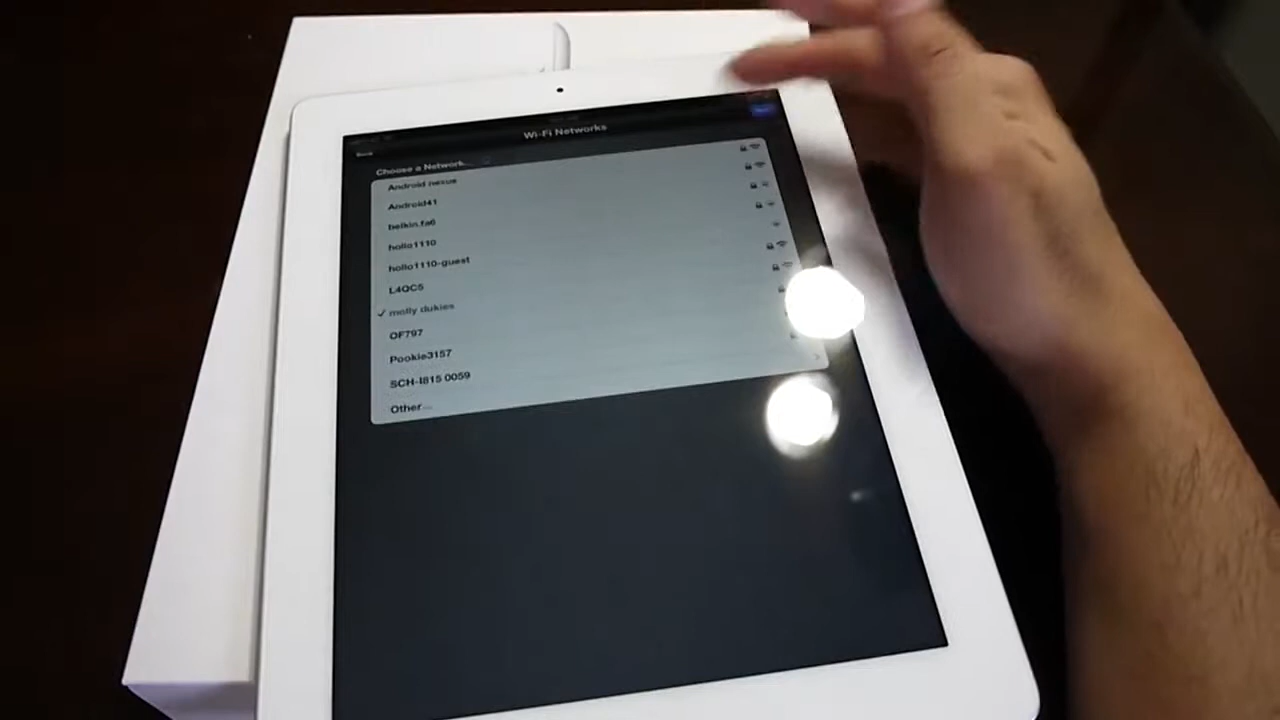 Wi-Fi Networks
Choose a Network...
Android nexus
Android41
belkin.fa6
hollo1110
hollo1110-guest
L4QC5
molly dukies
OF797
Pookie3157
SCH-I815 0059
Other...